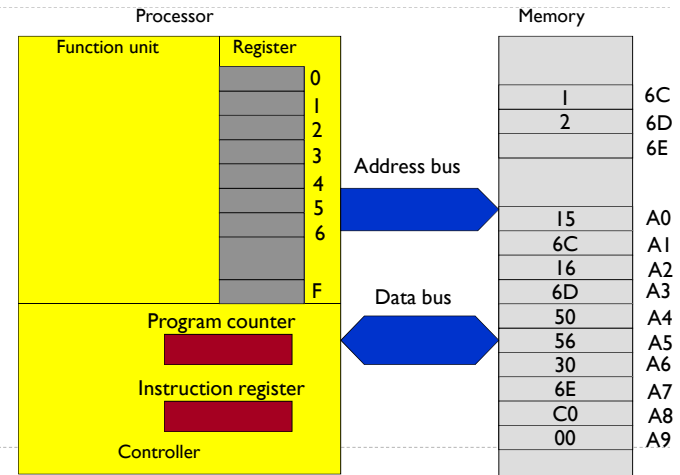 Processor
Memory
Function unit
Register
0
1
2
3
4
5
6
F
Address bus
Data bus
Program counter
Instruction register
Controller
1 6C
2 6D
6E
15 A0
6C A1
16 A2
6D A3
50 A4
56 A5
30 A6
6E A7
C0 A8
00 A9